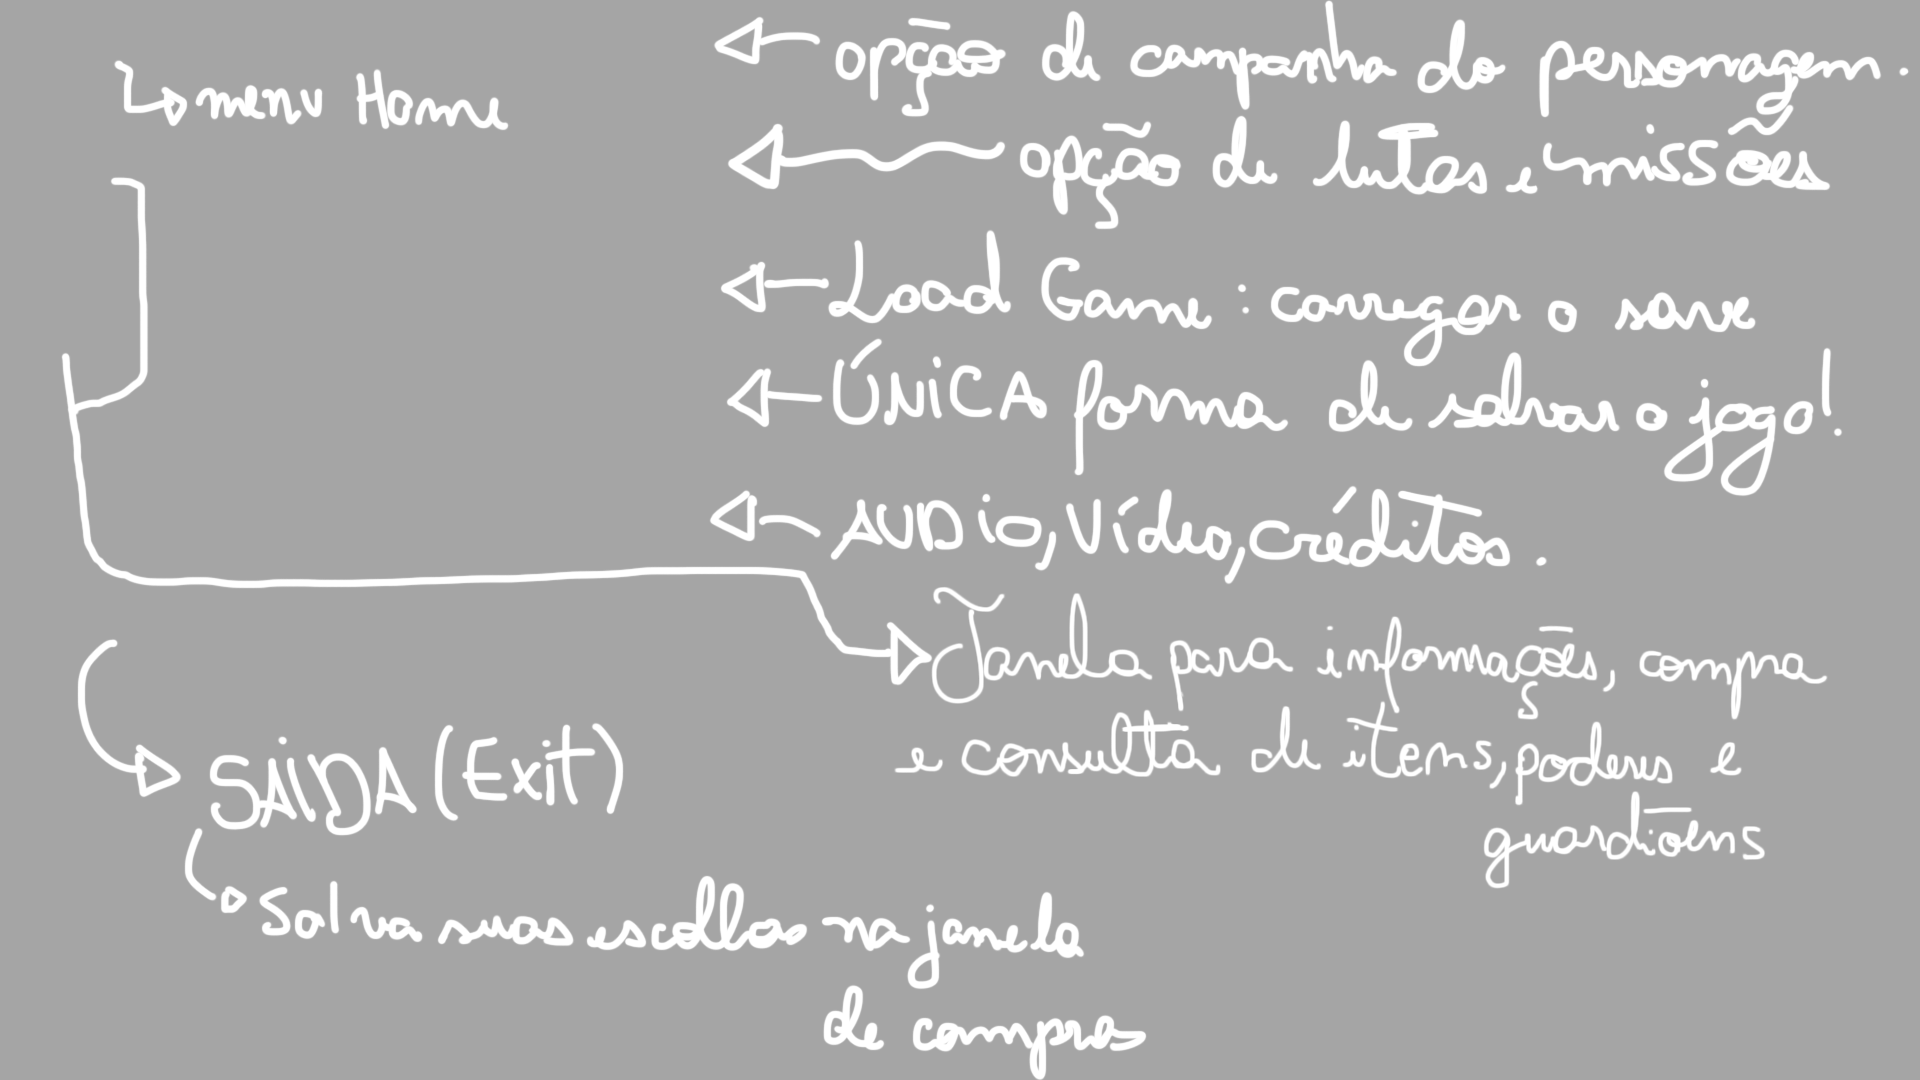 menu Home
opção de campanha do personagem.
opção de lutas e missões
Load Game: carregar o save
ÚNiCA forma de salvar o jogo!
AUDio, Vídeo, créditos.
Janela para informações, compra
e consulta de itens, poderes e
guardiõens
SAÍDA (Exit)
Salva suas escolhas na janela
de compras